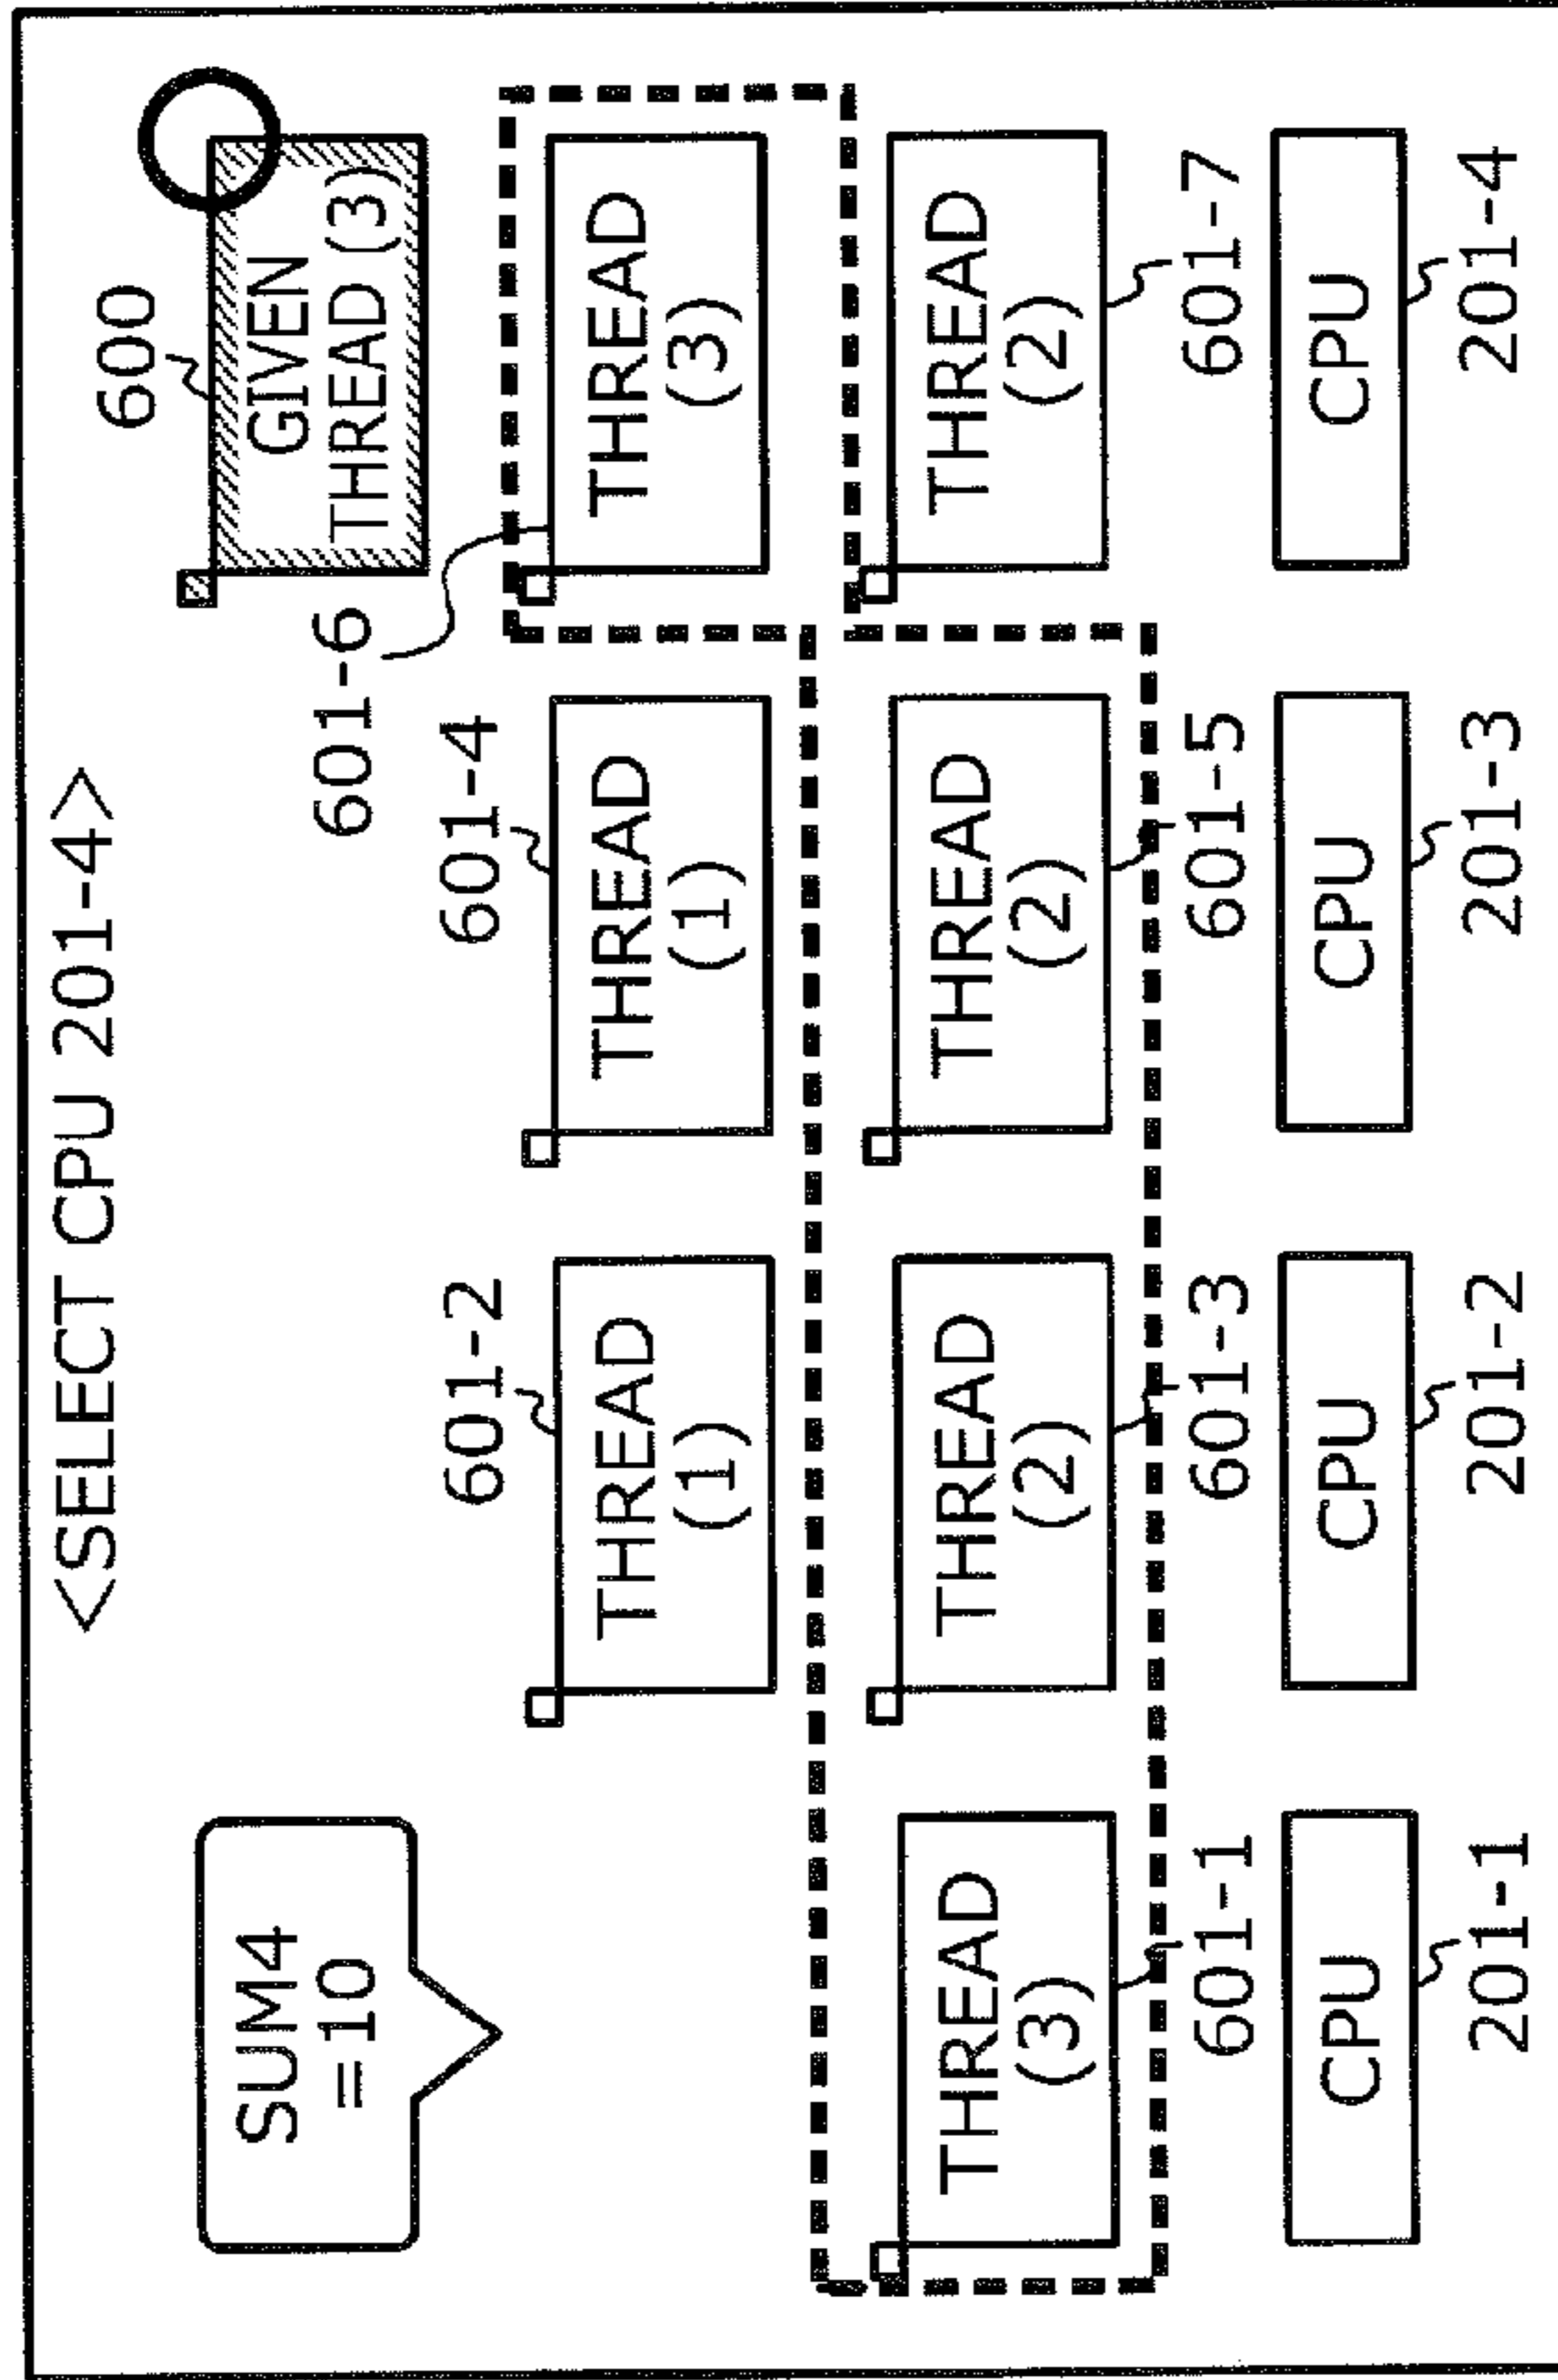 <SELECT CPU 201-4>
SUM4
=10
600
GIVEN
THREAD (3)
601-6
601-2
601-4
THREAD
(1)
THREAD
(1)
THREAD
(3)
THREAD
(3)
THREAD
(2)
THREAD
(2)
THREAD
(2)
601-1
601-3
601-5
601-7
CPU
CPU
CPU
CPU
201-1
201-2
201-3
201-4